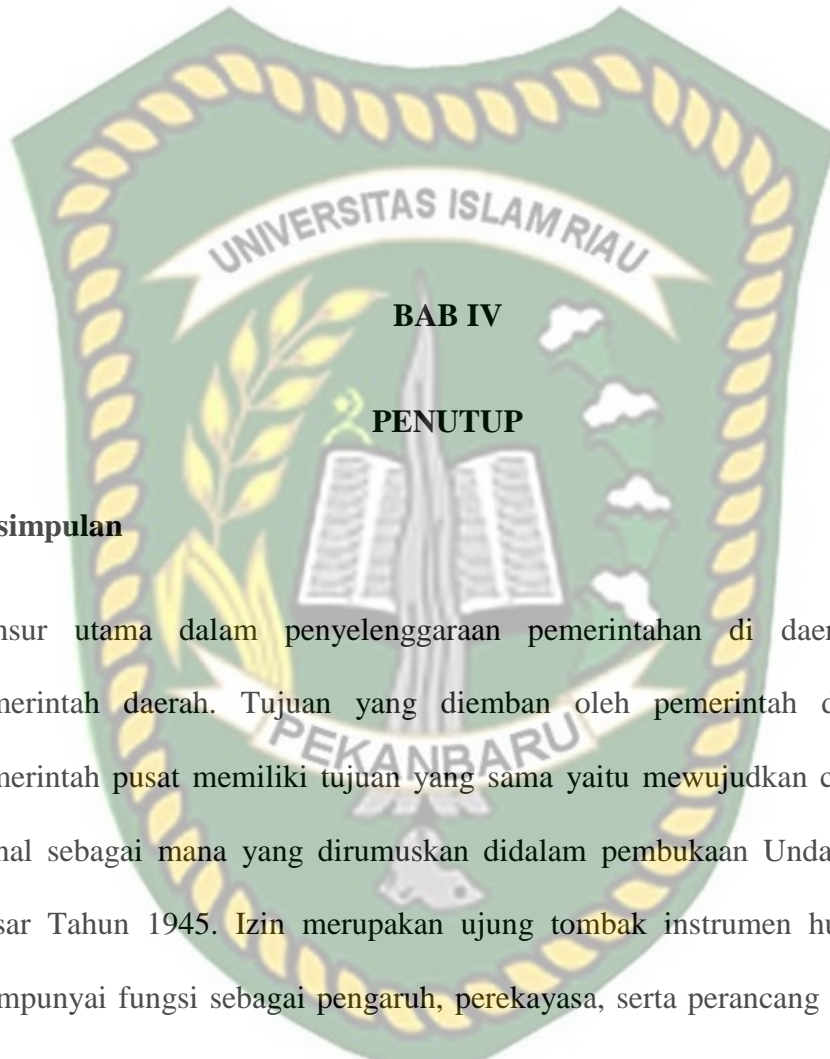 UNIVERSITAS ISLAM RIAU
BAB IV
PENUTUP
simpulan
nsur utama dalam penyelenggaraan pemerintahan di daer
merintah daerah. Tujuan yang diemban oleh pemerintah d
merintah pusat memiliki tujuan yang sama yaitu mewujudkan c
nal sebagai mana yang dirumuskan didalam pembukaan Unda
sar Tahun 1945. Izin merupakan ujung tombak instrumen hu
mpunyai fungsi sebagai pengaruh, perekayasa, serta perancang
PEKANBARU